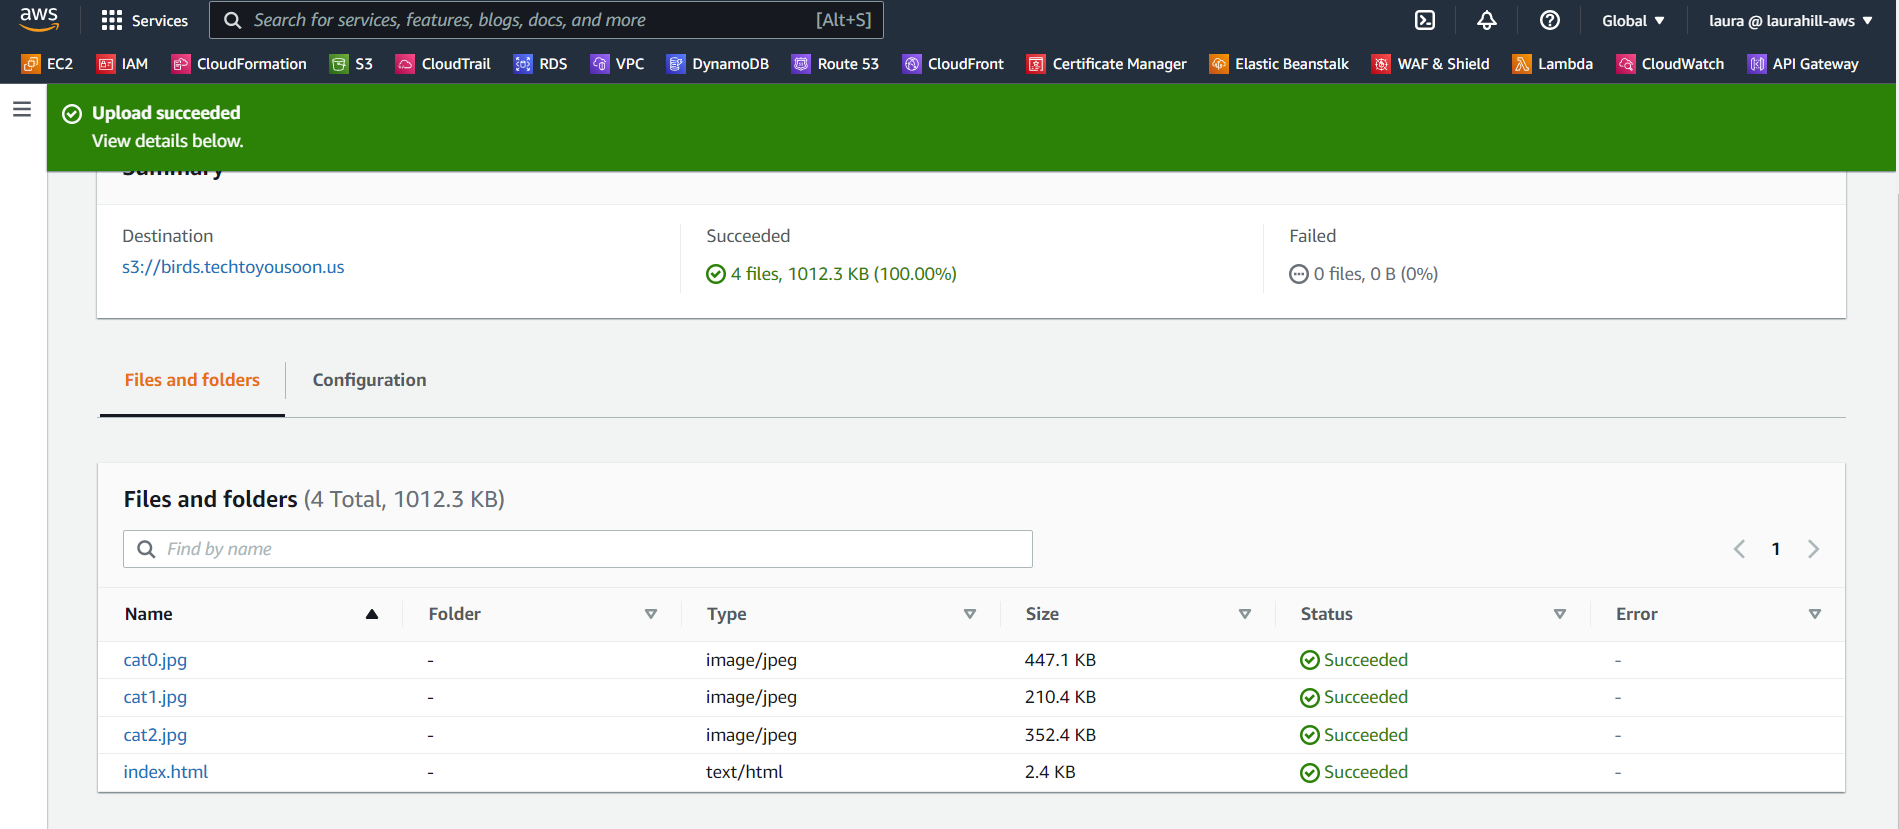 aws
Services
Search for services, features, blogs, docs, and more
[Alt+S]
Global
laura @ laurahill-aws
EC2
IAM
CloudFormation
S3
CloudTrail
RDS
VPC
DynamoDB
Route 53
CloudFront
Certificate Manager
Elastic Beanstalk
WAF & Shield
Lambda
CloudWatch
API Gateway
Upload succeeded
View details below.
Summary
Destination
s3://birds.techtoyousoon.us
Succeeded
4 files, 1012.3 KB (100.00%)
Failed
0 files, 0 B (0%)
Files and folders
Configuration
Files and folders (4 Total, 1012.3 KB)
Find by name
1
Name Folder Type Size Status Error
cat0.jpg - image/jpeg 447.1 KB Succeeded -
cat1.jpg - image/jpeg 210.4 KB Succeeded -
cat2.jpg - image/jpeg 352.4 KB Succeeded -
index.html - text/html 2.4 KB Succeeded -